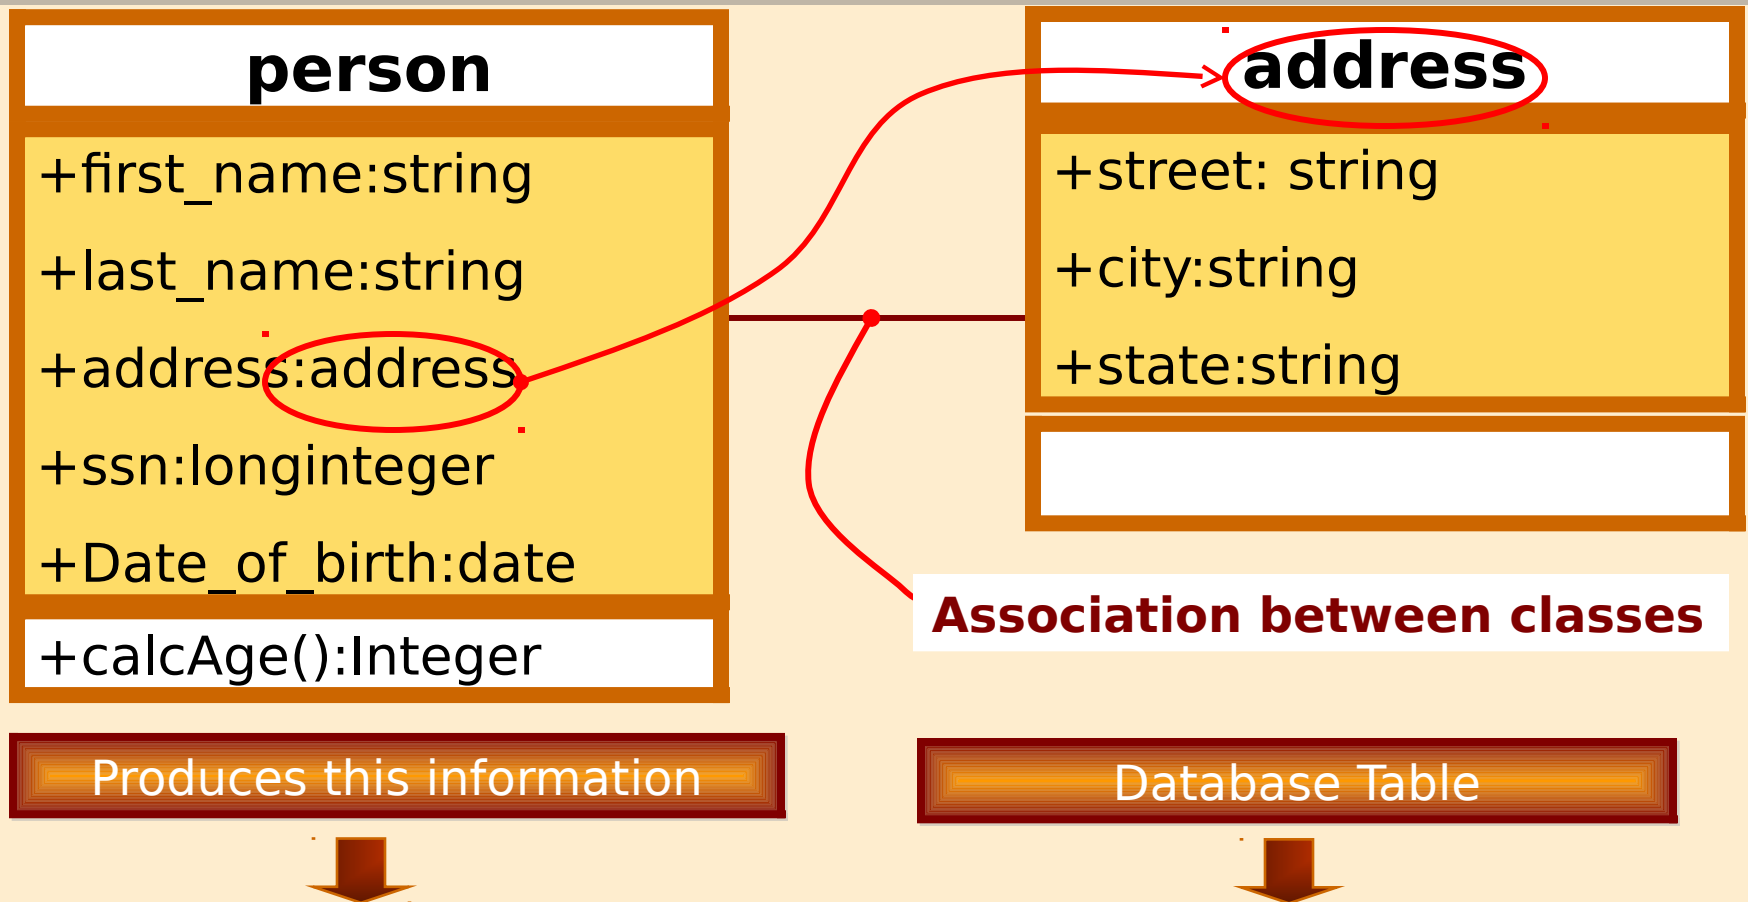 person
+first_name:string
+last_name:string
+address:address
+ssn:longinteger
+Date_of_birth:date
+calcAge():Integer
address
+street: string
+city:string
+state:string
Association between classes
Produces this information
Database Table